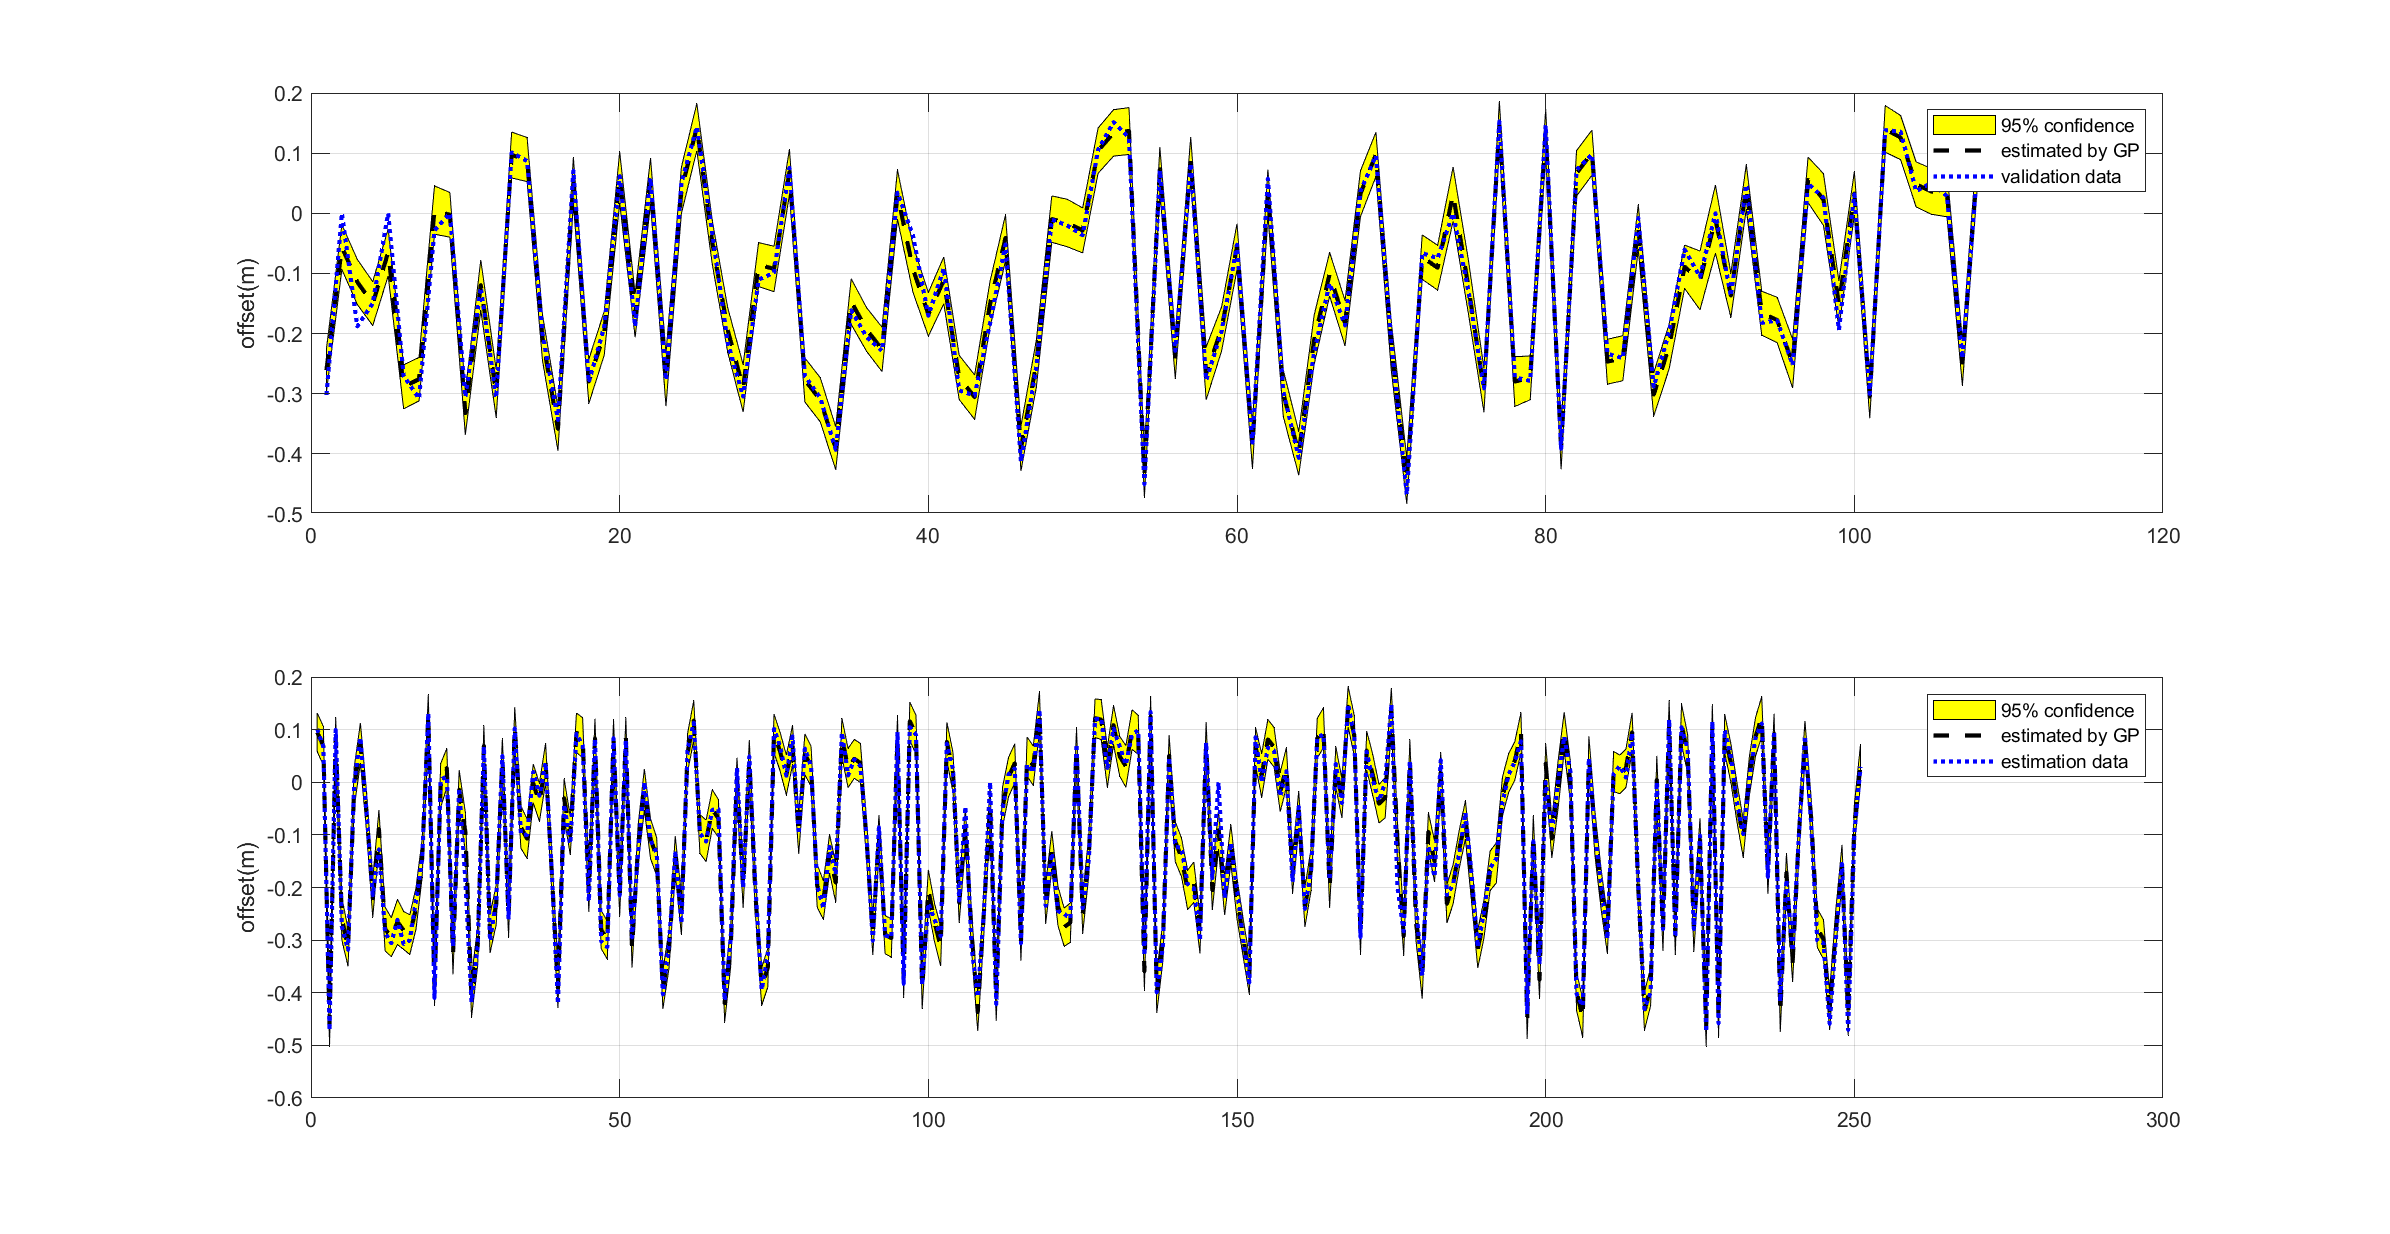 0.2
0.1
0
-0.1
-0.2
-0.3
-0.4
-0.5
offset(m)
0 20 40 60 80 100 120
95% confidence
estimated by GP
validation data
0.2
0.1
0
-0.1
-0.2
-0.3
-0.4
-0.5
-0.6
offset(m)
0 50 100 150 200 250 300
95% confidence
estimated by GP
estimation data